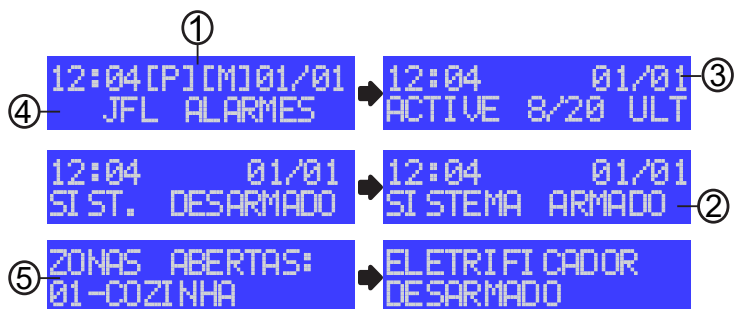 1
12:04[P][M]01/01
JFL ALARMES
4
12:04 01/01
ACTIVE 8/20 ULT
3
12:04 01/01
SIST. DESARMADO
12:04 01/01
SISTEMA ARMADO
2
ZONAS ABERTAS:
01-COZINHA
5
ELETRIFICADOR
DESARMADO